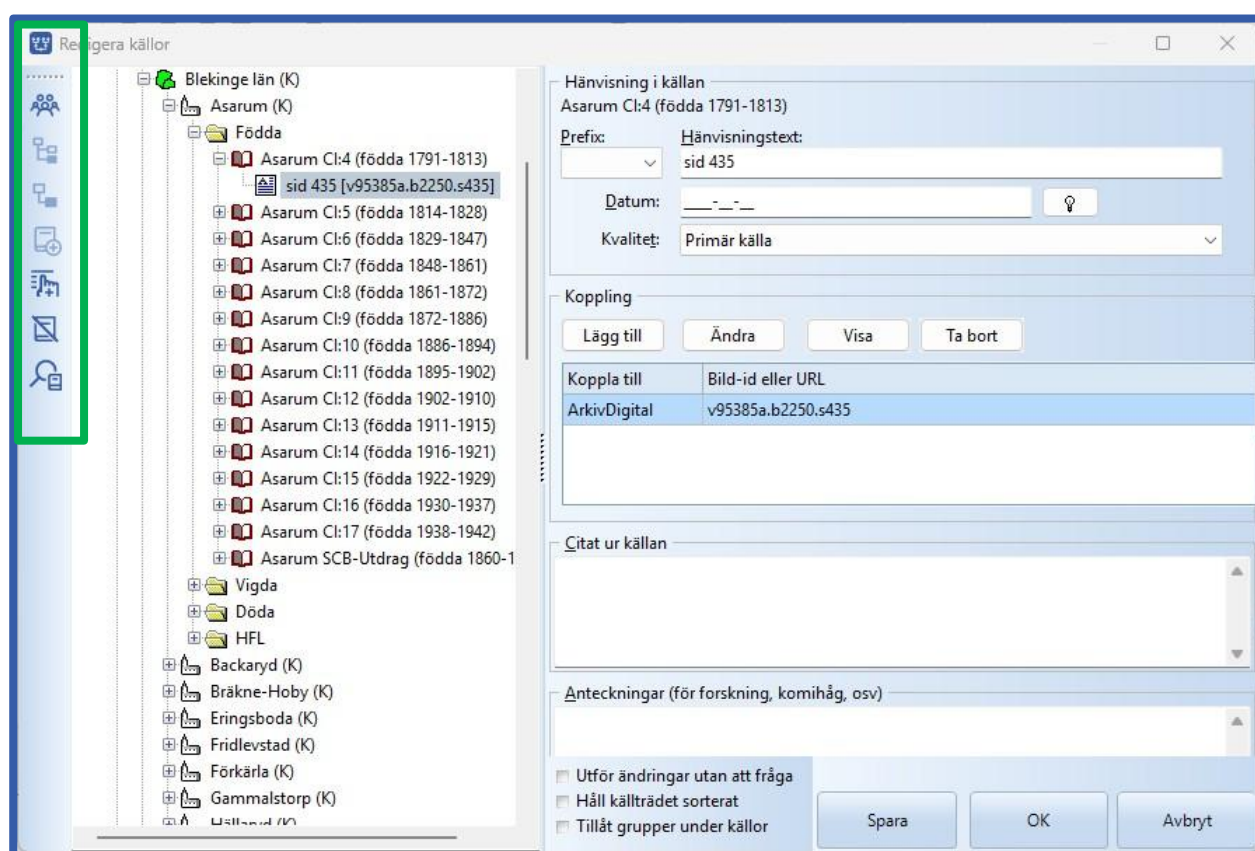 Redigera källor
Blekinge län (K)
Asarum (K)
Födda
Asarum CI:4 (födda 1791-1813)
sid 435 [v95385a.b2250.s435]
Asarum CI:5 (födda 1814-1828)
Asarum CI:6 (födda 1829-1847)
Asarum CI:7 (födda 1848-1861)
Asarum CI:8 (födda 1861-1872)
Asarum CI:9 (födda 1872-1886)
Asarum CI:10 (födda 1886-1894)
Asarum CI:11 (födda 1895-1902)
Asarum CI:12 (födda 1902-1910)
Asarum CI:13 (födda 1911-1915)
Asarum CI:14 (födda 1916-1921)
Asarum CI:15 (födda 1922-1929)
Asarum CI:16 (födda 1930-1937)
Asarum CI:17 (födda 1938-1942)
Asarum SCB-Utdrag (födda 1860-1
Vigda
Döda
HFL
Backaryd (K)
Bräkne-Hoby (K)
Eringsboda (K)
Fridlevstad (K)
Förkärla (K)
Gammalstorp (K)
Hällaryd (K)
Hänvisning i källan
Asarum CI:4 (födda 1791-1813)
Prefix: Hänvisningstext:
sid 435
Datum: ____-__-__
Kvalitet: Primär källa
Koppling
Lägg till Ändra Visa Ta bort
Koppla till Bild-id eller URL
ArkivDigital v95385a.b2250.s435
Citat ur källan
Anteckningar (för forskning, komihåg, osv)
Utför ändringar utan att fråga
Håll källträdet sorterat
Tillåt grupper under källor
Spara OK Avbryt